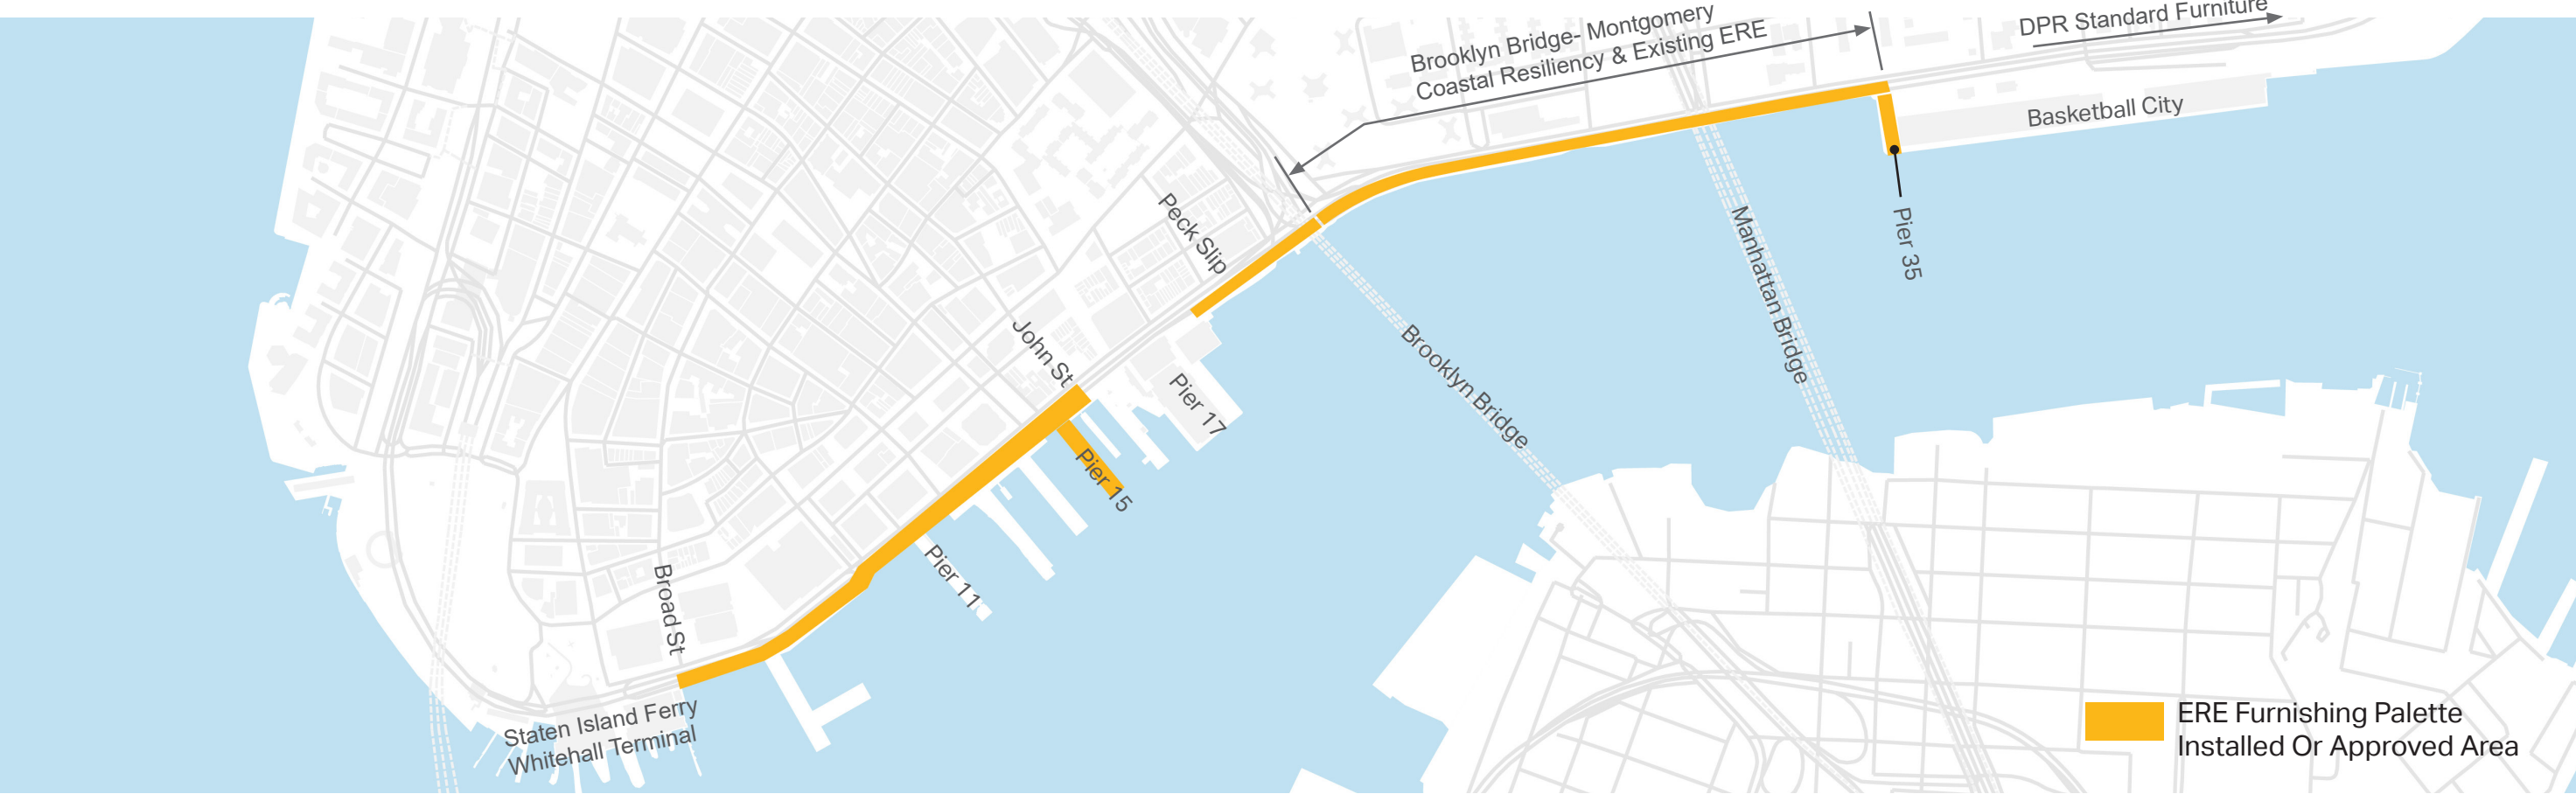 Brooklyn Bridge- Montgomery
Coastal Resiliency & Existing ERE
DPR Standard Furniture
Basketball City
Pier 35
Manhattan Bridge
Brooklyn Bridge
Peck Slip
John St
Pier 17
Pier 15
Pier 11
Broad St
Staten Island Ferry
Whitehall Terminal
ERE Furnishing Palette
Installed Or Approved Area